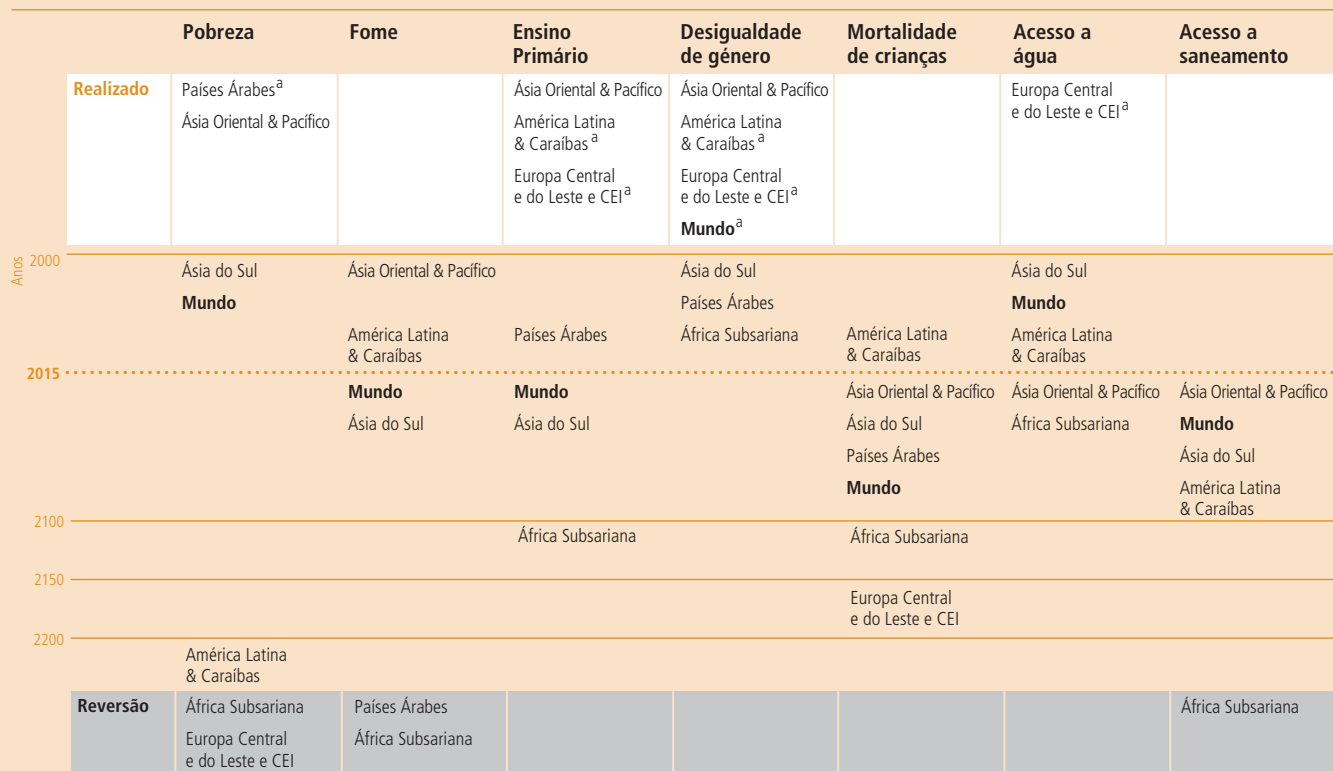 Pobreza
Fome
Ensino
Primário
Desigualdade
de género
Mortalidade
de crianças
Acesso a
água
Acesso a
saneamento
Realizado
Países Árabesª
Ásia Oriental & Pacífico
Ásia Oriental & Pacífico
América Latina
& Caraíbasª
Europa Central
e do Leste e CEIª
Ásia Oriental & Pacífico
América Latina
& Caraíbasª
Europa Central
e do Leste e CEIª
Mundoª
Europa Central
e do Leste e CEIª
Anos
2000
Ásia do Sul
Mundo
Ásia Oriental & Pacífico
América Latina
& Caraíbas
Países Árabes
Ásia do Sul
Países Árabes
África Subsariana
América Latina
& Caraíbas
Ásia do Sul
Mundo
América Latina
& Caraíbas
2015
Mundo
Ásia do Sul
Mundo
Ásia do Sul
Ásia Oriental & Pacífico
Ásia do Sul
Países Árabes
Mundo
Ásia Oriental & Pacífico
África Subsariana
Ásia Oriental & Pacífico
Mundo
Ásia do Sul
América Latina
& Caraíbas
2100
África Subsariana
África Subsariana
2150
Europa Central
e do Leste e CEI
2200
América Latina
& Caraíbas
Reversão
África Subsariana
Europa Central
e do Leste e CEI
Países Árabes
África Subsariana
África Subsariana